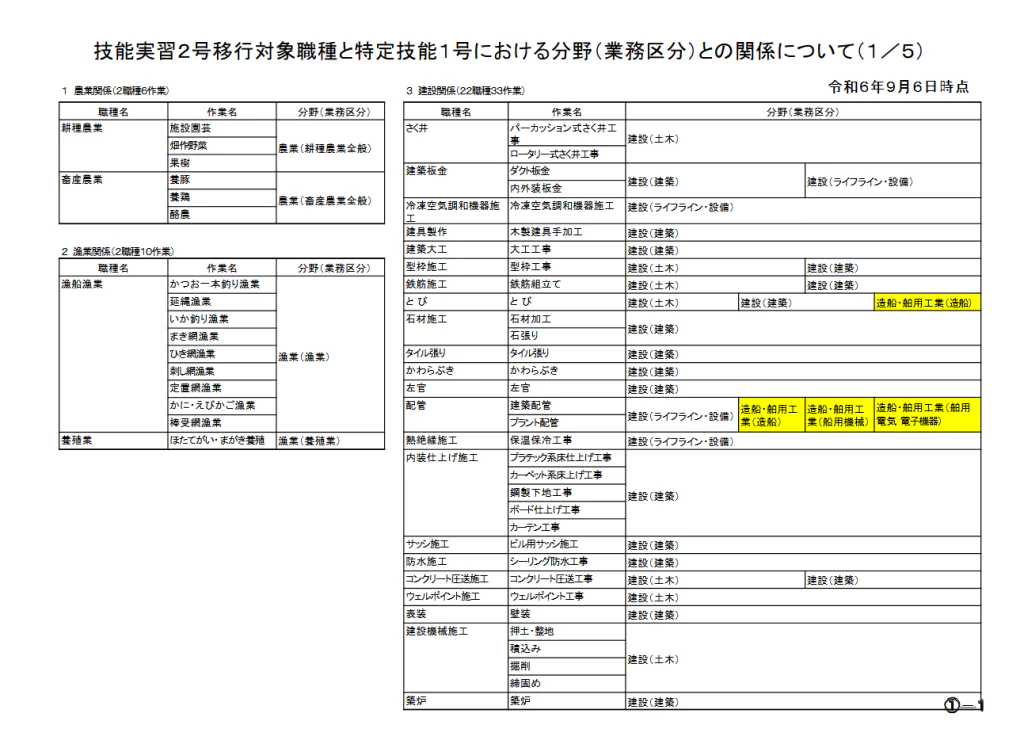 技能実習2号移行対象職種と特定技能1号における分野(業務区分)との関係について(1/5)
令和6年9月6日時点
1 農業関係(2職種6作業)
職種名 作業名 分野(業務区分)
耕種農業 施設園芸 農業(耕種農業全般)
畑作野菜
果樹
畜産農業 養豚 農業(畜産農業全般)
養鶏
酪農
2 漁業関係(2職種10作業)
職種名 作業名 分野(業務区分)
漁船漁業 かつお一本釣り漁業 漁業(漁業)
延縄漁業
いか釣り漁業
まき網漁業
ひき網漁業
刺し網漁業
定置網漁業
かに・えびかご漁業
棒受網漁業
養殖業 ほたてがい・まがき養殖 漁業(養殖業)
3 建設関係(22職種33作業)
職種名 作業名 分野(業務区分)
さく井 パーカッション式さく井工
事
建設(土木)
ロータリー式さく井工事
建築板金 ダクト板金 建設(建築) 建設(ライフライン・設備)
内外装板金
冷凍空気調和機器施
工
冷凍空気調和機器施工 建設(ライフライン・設備)
建具製作 木製建具手加工 建設(建築)
建築大工 大工工事 建設(建築)
型枠施工 型枠工事 建設(土木) 建設(建築)
鉄筋施工 鉄筋組立て 建設(土木) 建設(建築)
と び と び 建設(土木) 建設(建築) 造船・舶用工業(造船)
石材施工 石材加工 建設(建築)
石張り
タイル張り タイル張り 建設(建築)
かわらぶき かわらぶき 建設(建築)
左官 左官 建設(建築)
配管 建築配管 建設(ライフライン・設備)
プラント配管
造船・舶用工
業(造船)
造船・舶用工
業(舶用機械)
造船・舶用工業(舶用
電気 電子機器)
熱絶縁施工 保温保冷工事 建設(ライフライン・設備)
内装仕上げ施工 プラスチック系床仕上げ工事 建設(建築)
カーペット系床上げ工事
鋼製下地工事
ボード仕上げ工事
カーテン工事
サッシ施工 ビル用サッシ施工 建設(建築)
防水施工 シーリング防水工事 建設(建築)
コンクリート圧送施工 コンクリート圧送工事 建設(土木) 建設(建築)
ウェルポイント施工 ウェルポイント工事 建設(土木)
表装 壁装 建設(建築)
建設機械施工 押土・整地 建設(土木)
積込み
掘削
締固め
築炉 築炉 建設(建築)
①-1